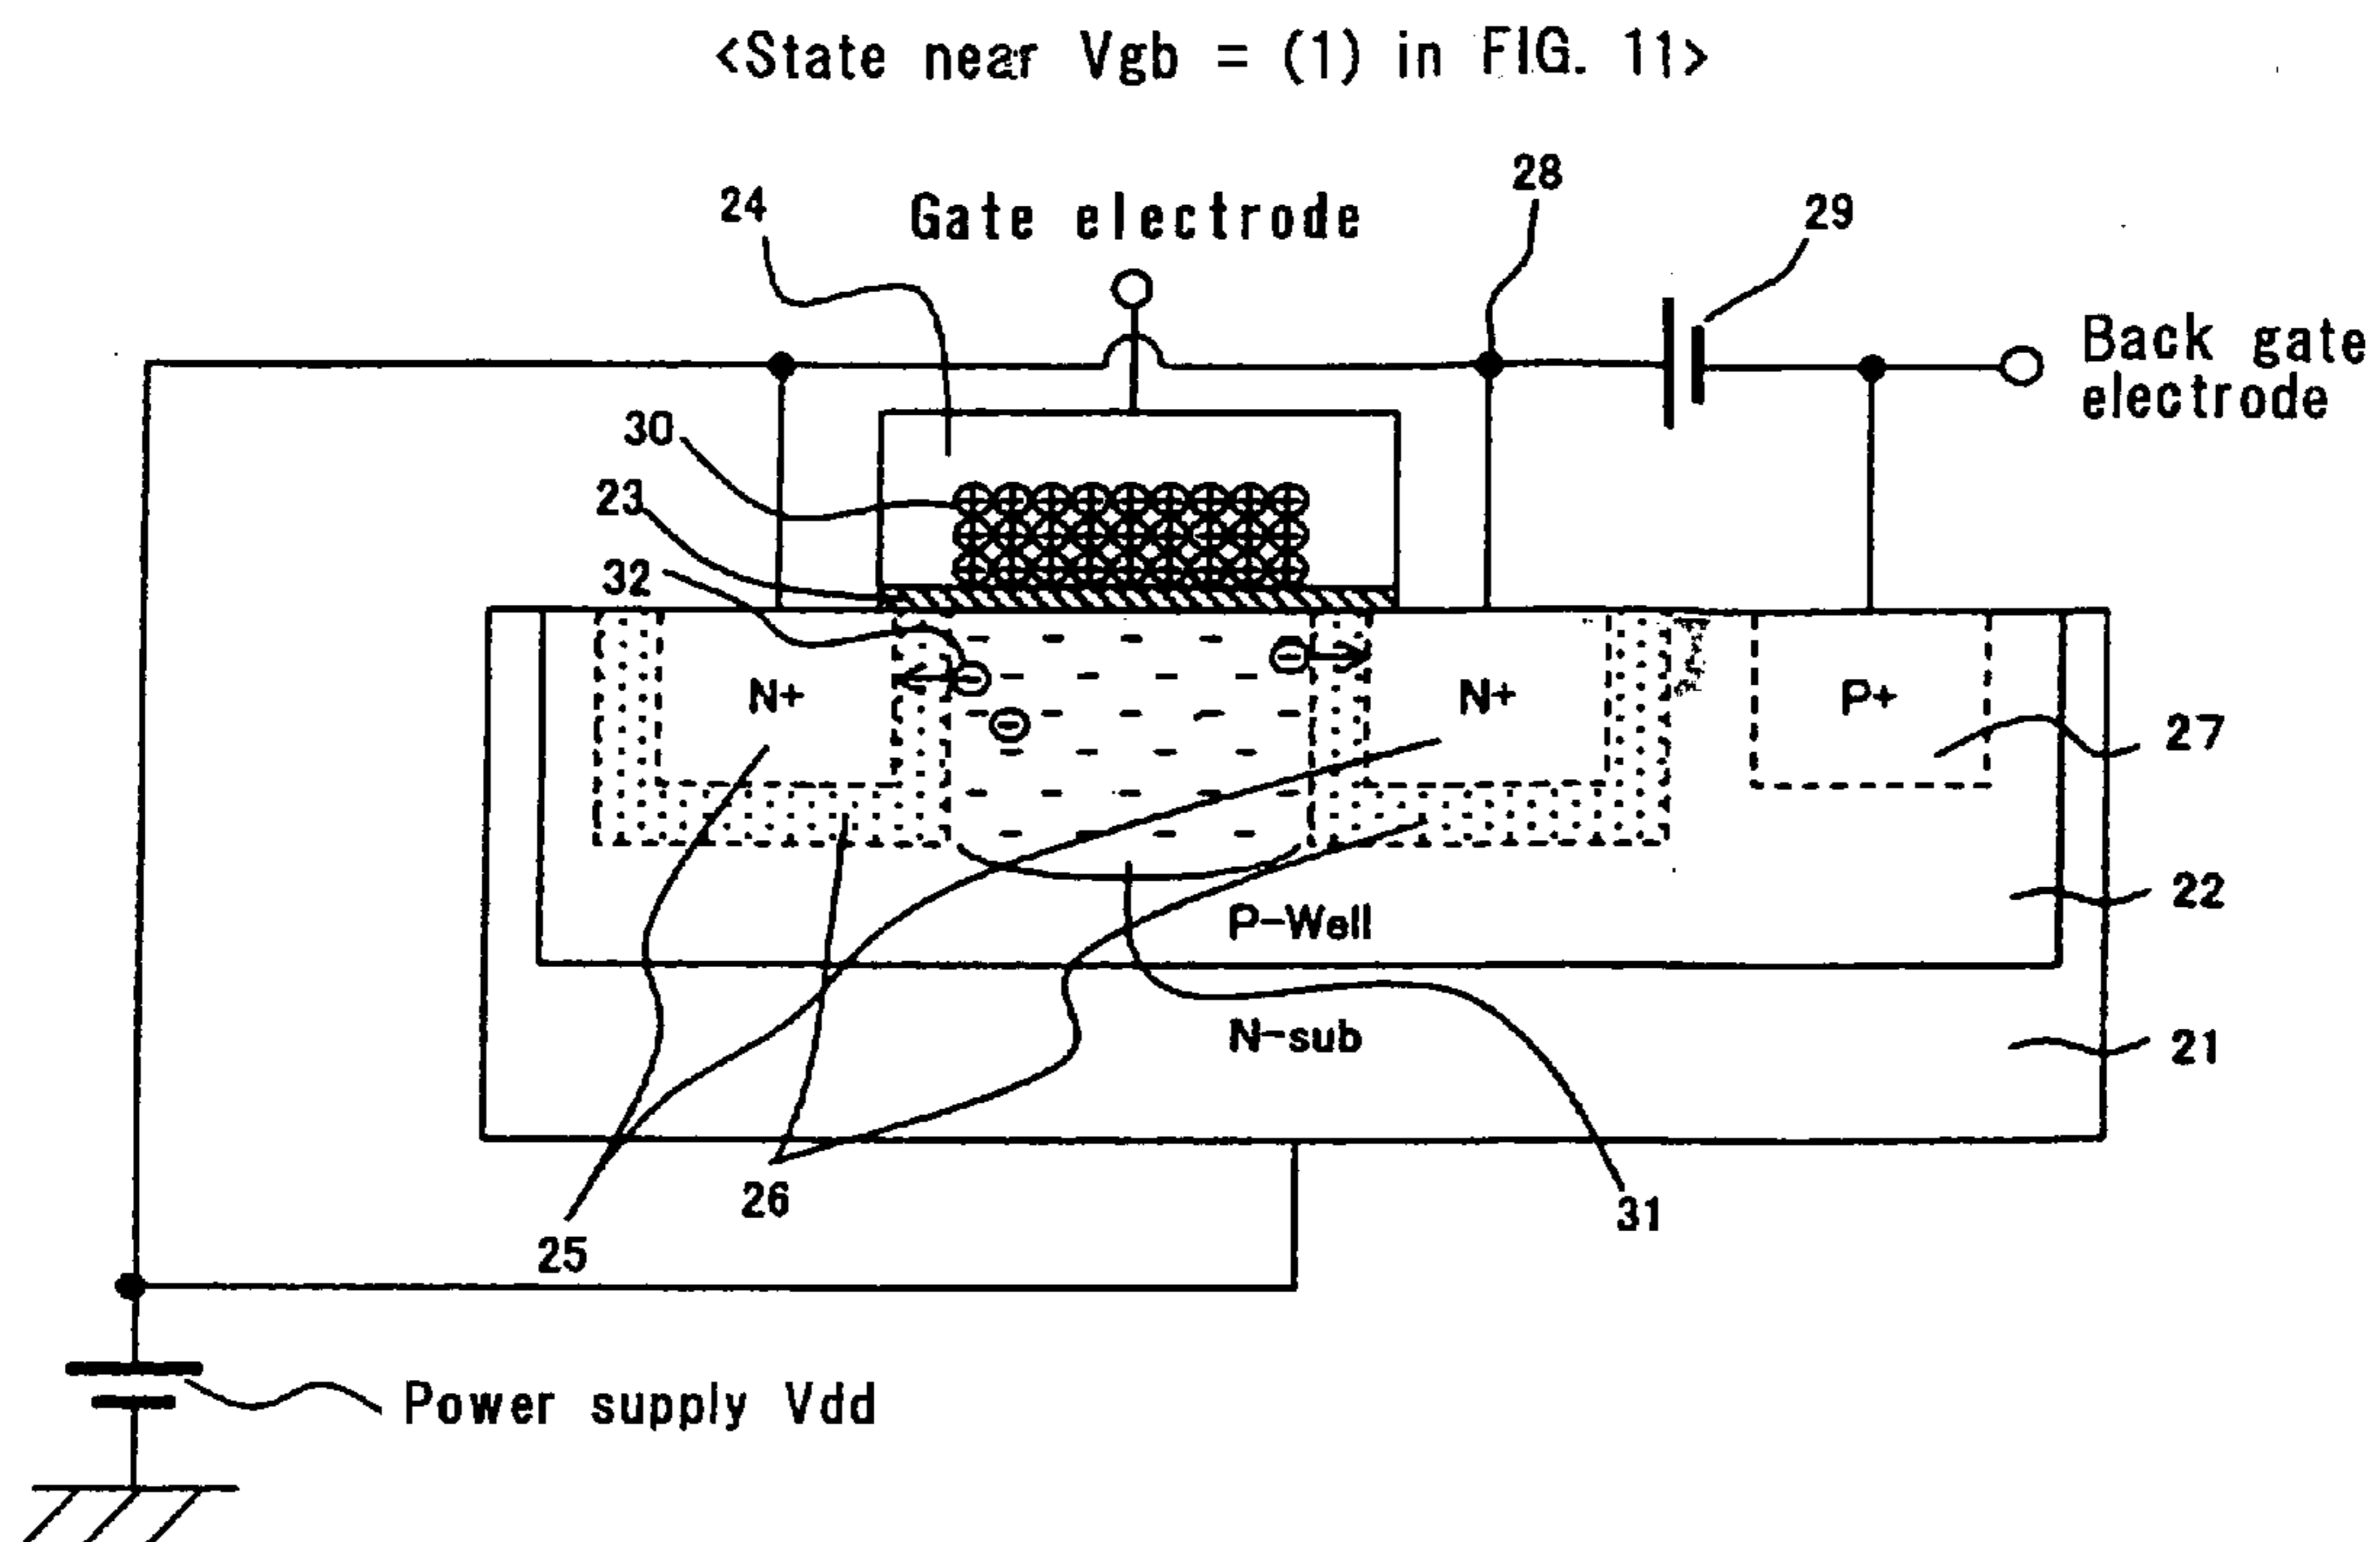 <State near Vgb = (1) in FIG. 11>
28
24
Gate electrode
29
Back gate
electrode
30
23
32
N+
N+
P+
27
22
P-Well
N-sub
21
26
31
25
Power supply Vdd